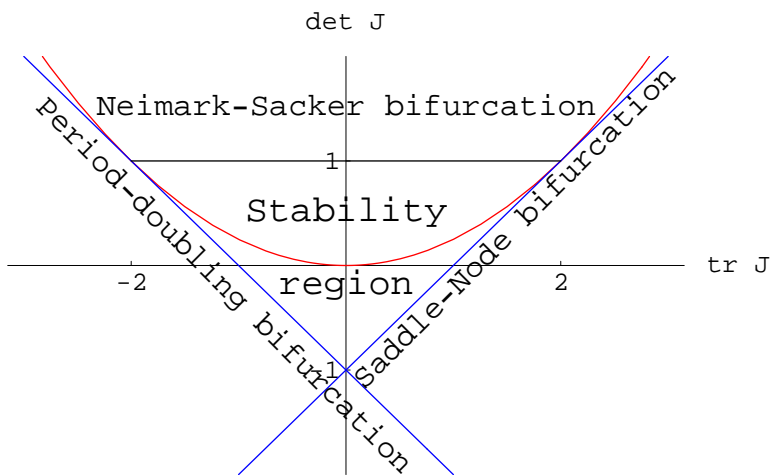 det J
Neimark-Sacker bifurcation
Period-doubling bifurcation
Saddle-Node bifurcation
1
Stability
region
-2
2
tr J
-1